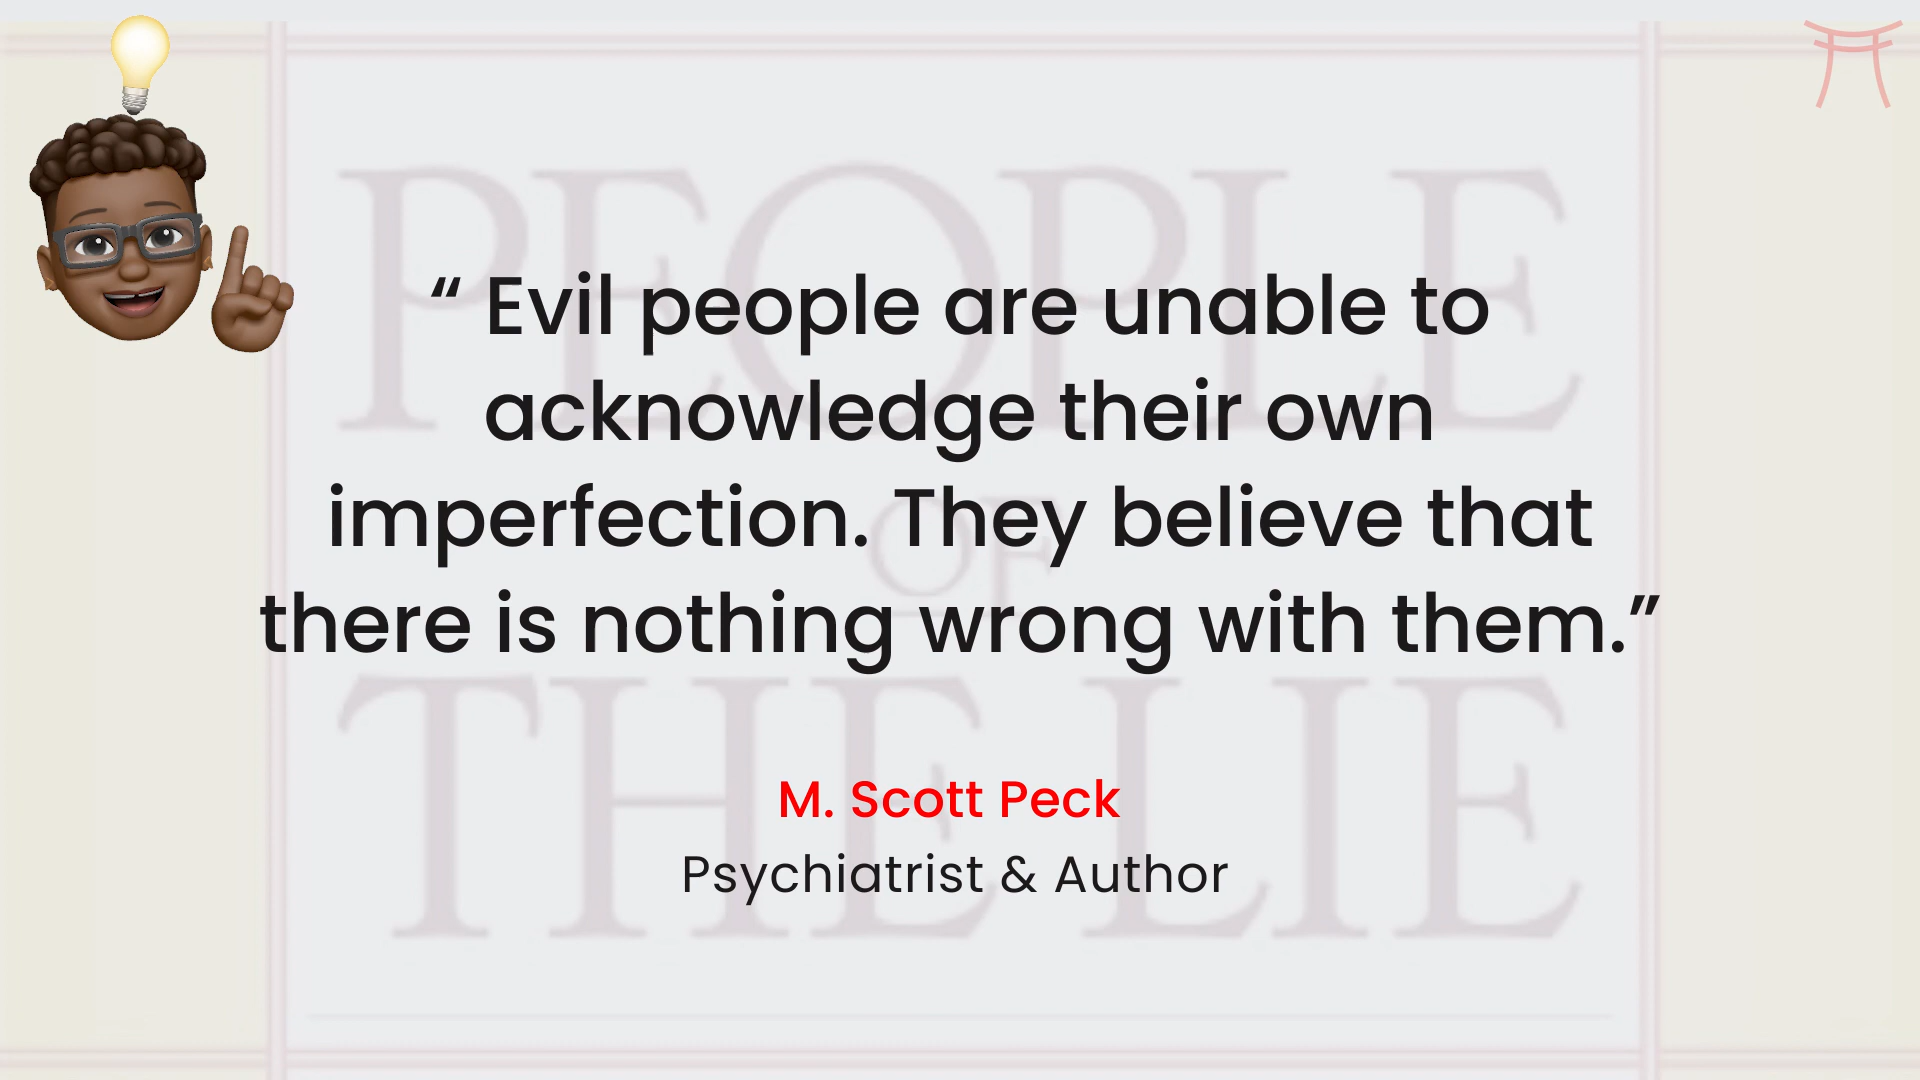 PEOPLE
OF
THE LIE
“ Evil people are unable to
acknowledge their own
imperfection. They believe that
there is nothing wrong with them.”
M. Scott Peck
Psychiatrist & Author